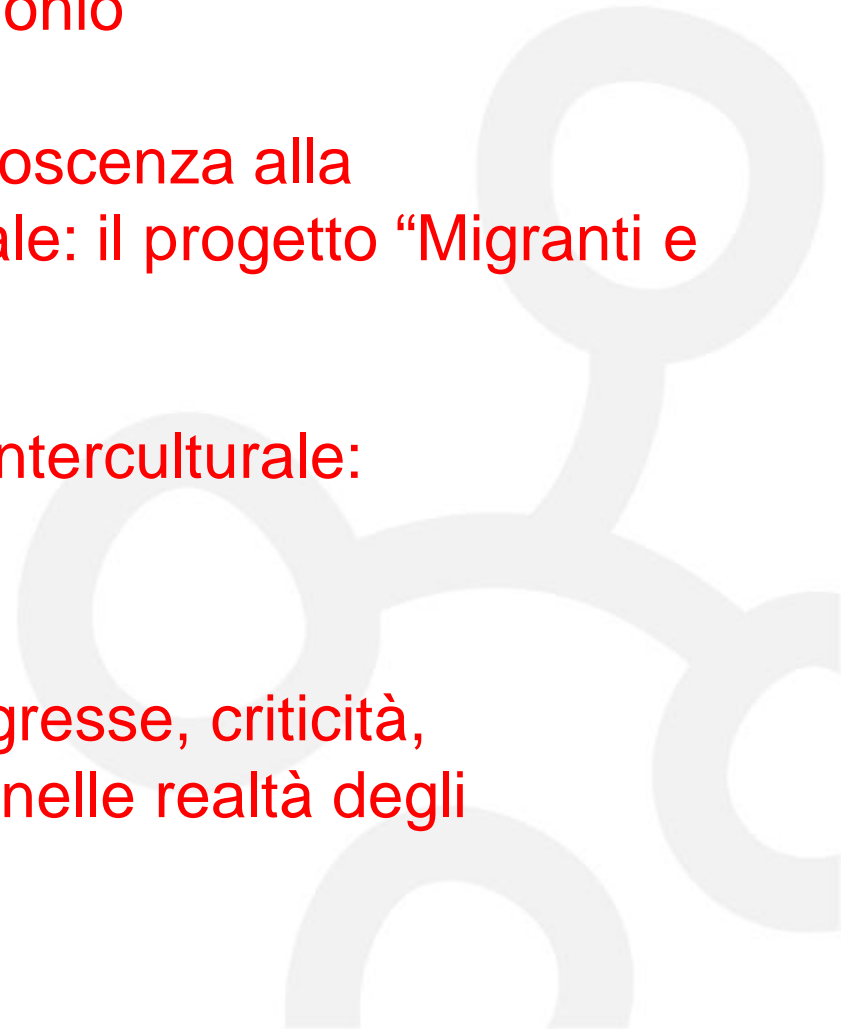 onio
oscenza alla
ale: il progetto “Migranti e
nterculturale:
gresse, criticità,
nelle realtà degli